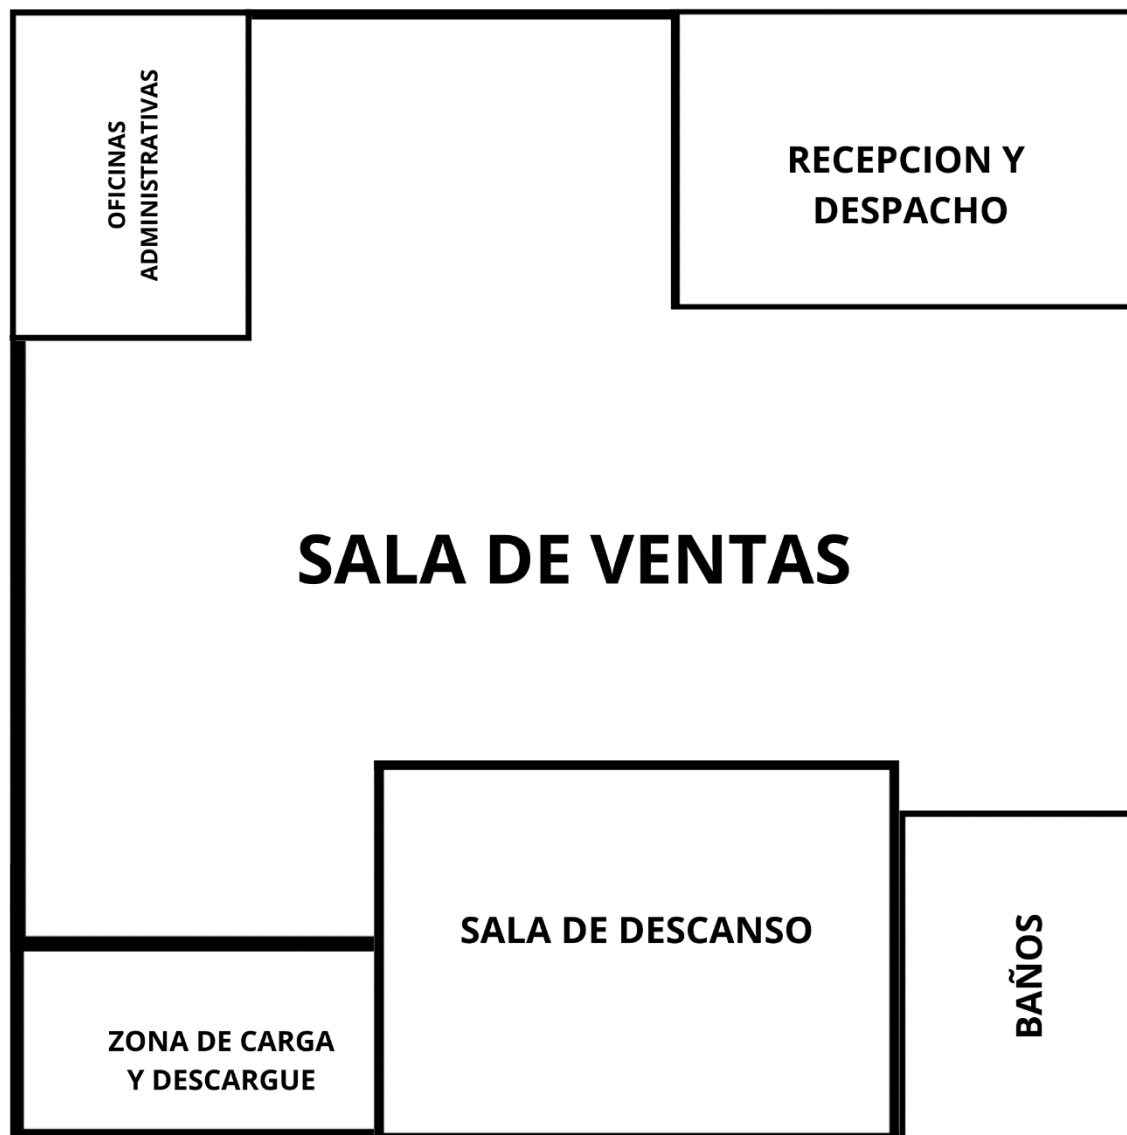 OFICINAS
ADMINISTRATIVAS
RECEPCION Y
DESPACHO
SALA DE VENTAS
SALA DE DESCANSO
BAÑOS
ZONA DE CARGA
Y DESCARGUE